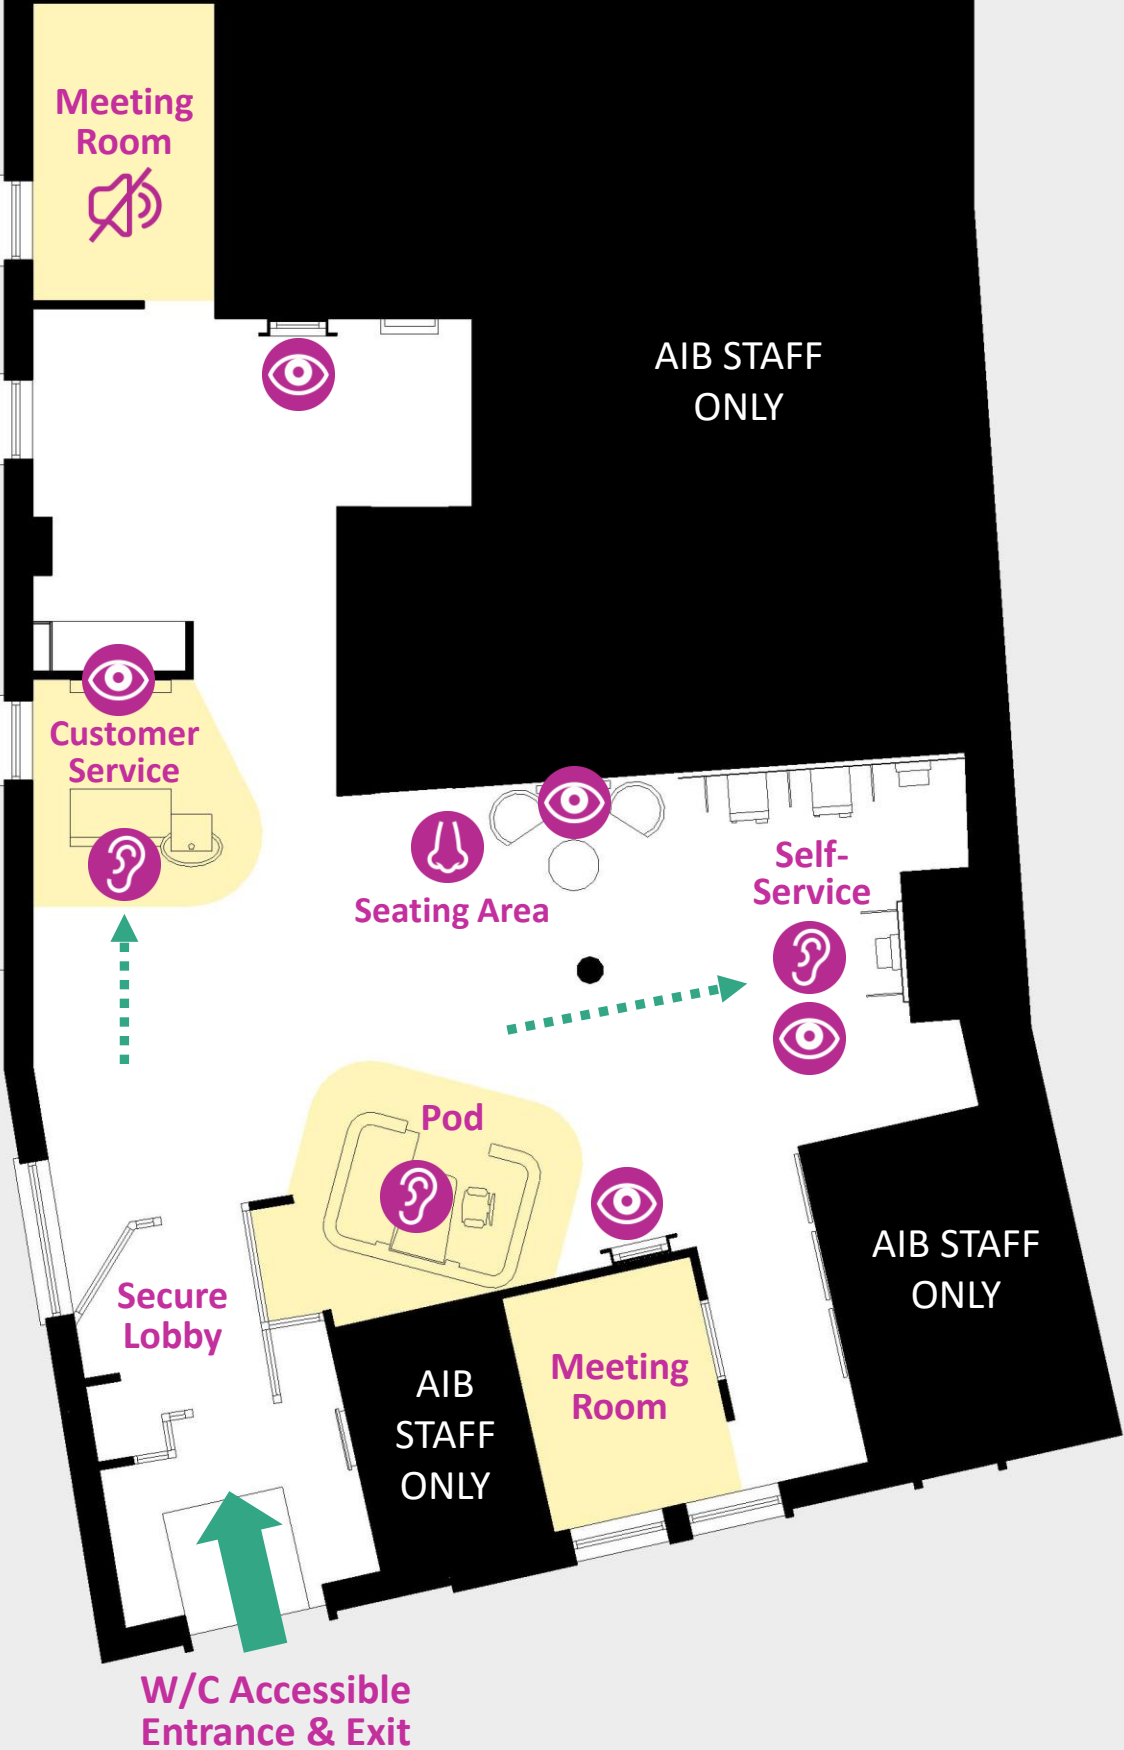 Meeting
Room
AIB STAFF
ONLY
Customer
Service
Seating Area
Self-
Service
Pod
Secure
Lobby
AIB STAFF
ONLY
Meeting
Room
AIB
STAFF
ONLY
W/C Accessible
Entrance & Exit